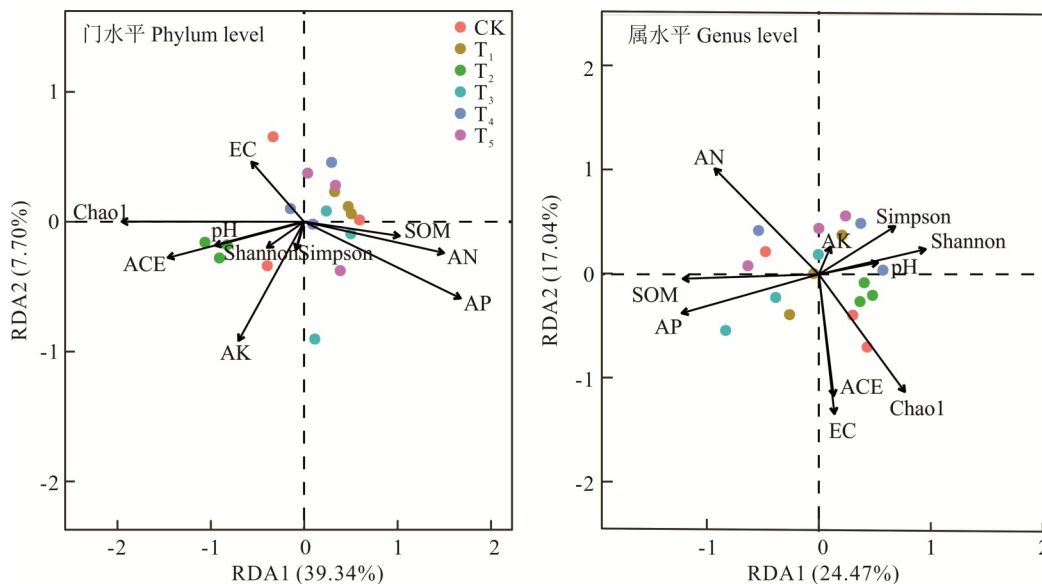 门水平 Phylum level
CK
T1
T2
T3
T4
T5
EC
Chao1
pH
SOM
ACE
Shannon
Simpson
AN
AP
AK
1
0
-1
-2
-2
-1
0
1
2
RDA2 (7.70%)
RDA1 (39.34%)
属水平 Genus level
AN
Simpson
AK
Shannon
pH
SOM
AP
ACE
Chao1
EC
2
1
0
-1
-2
-1
0
1
2
RDA2 (17.04%)
RDA1 (24.47%)